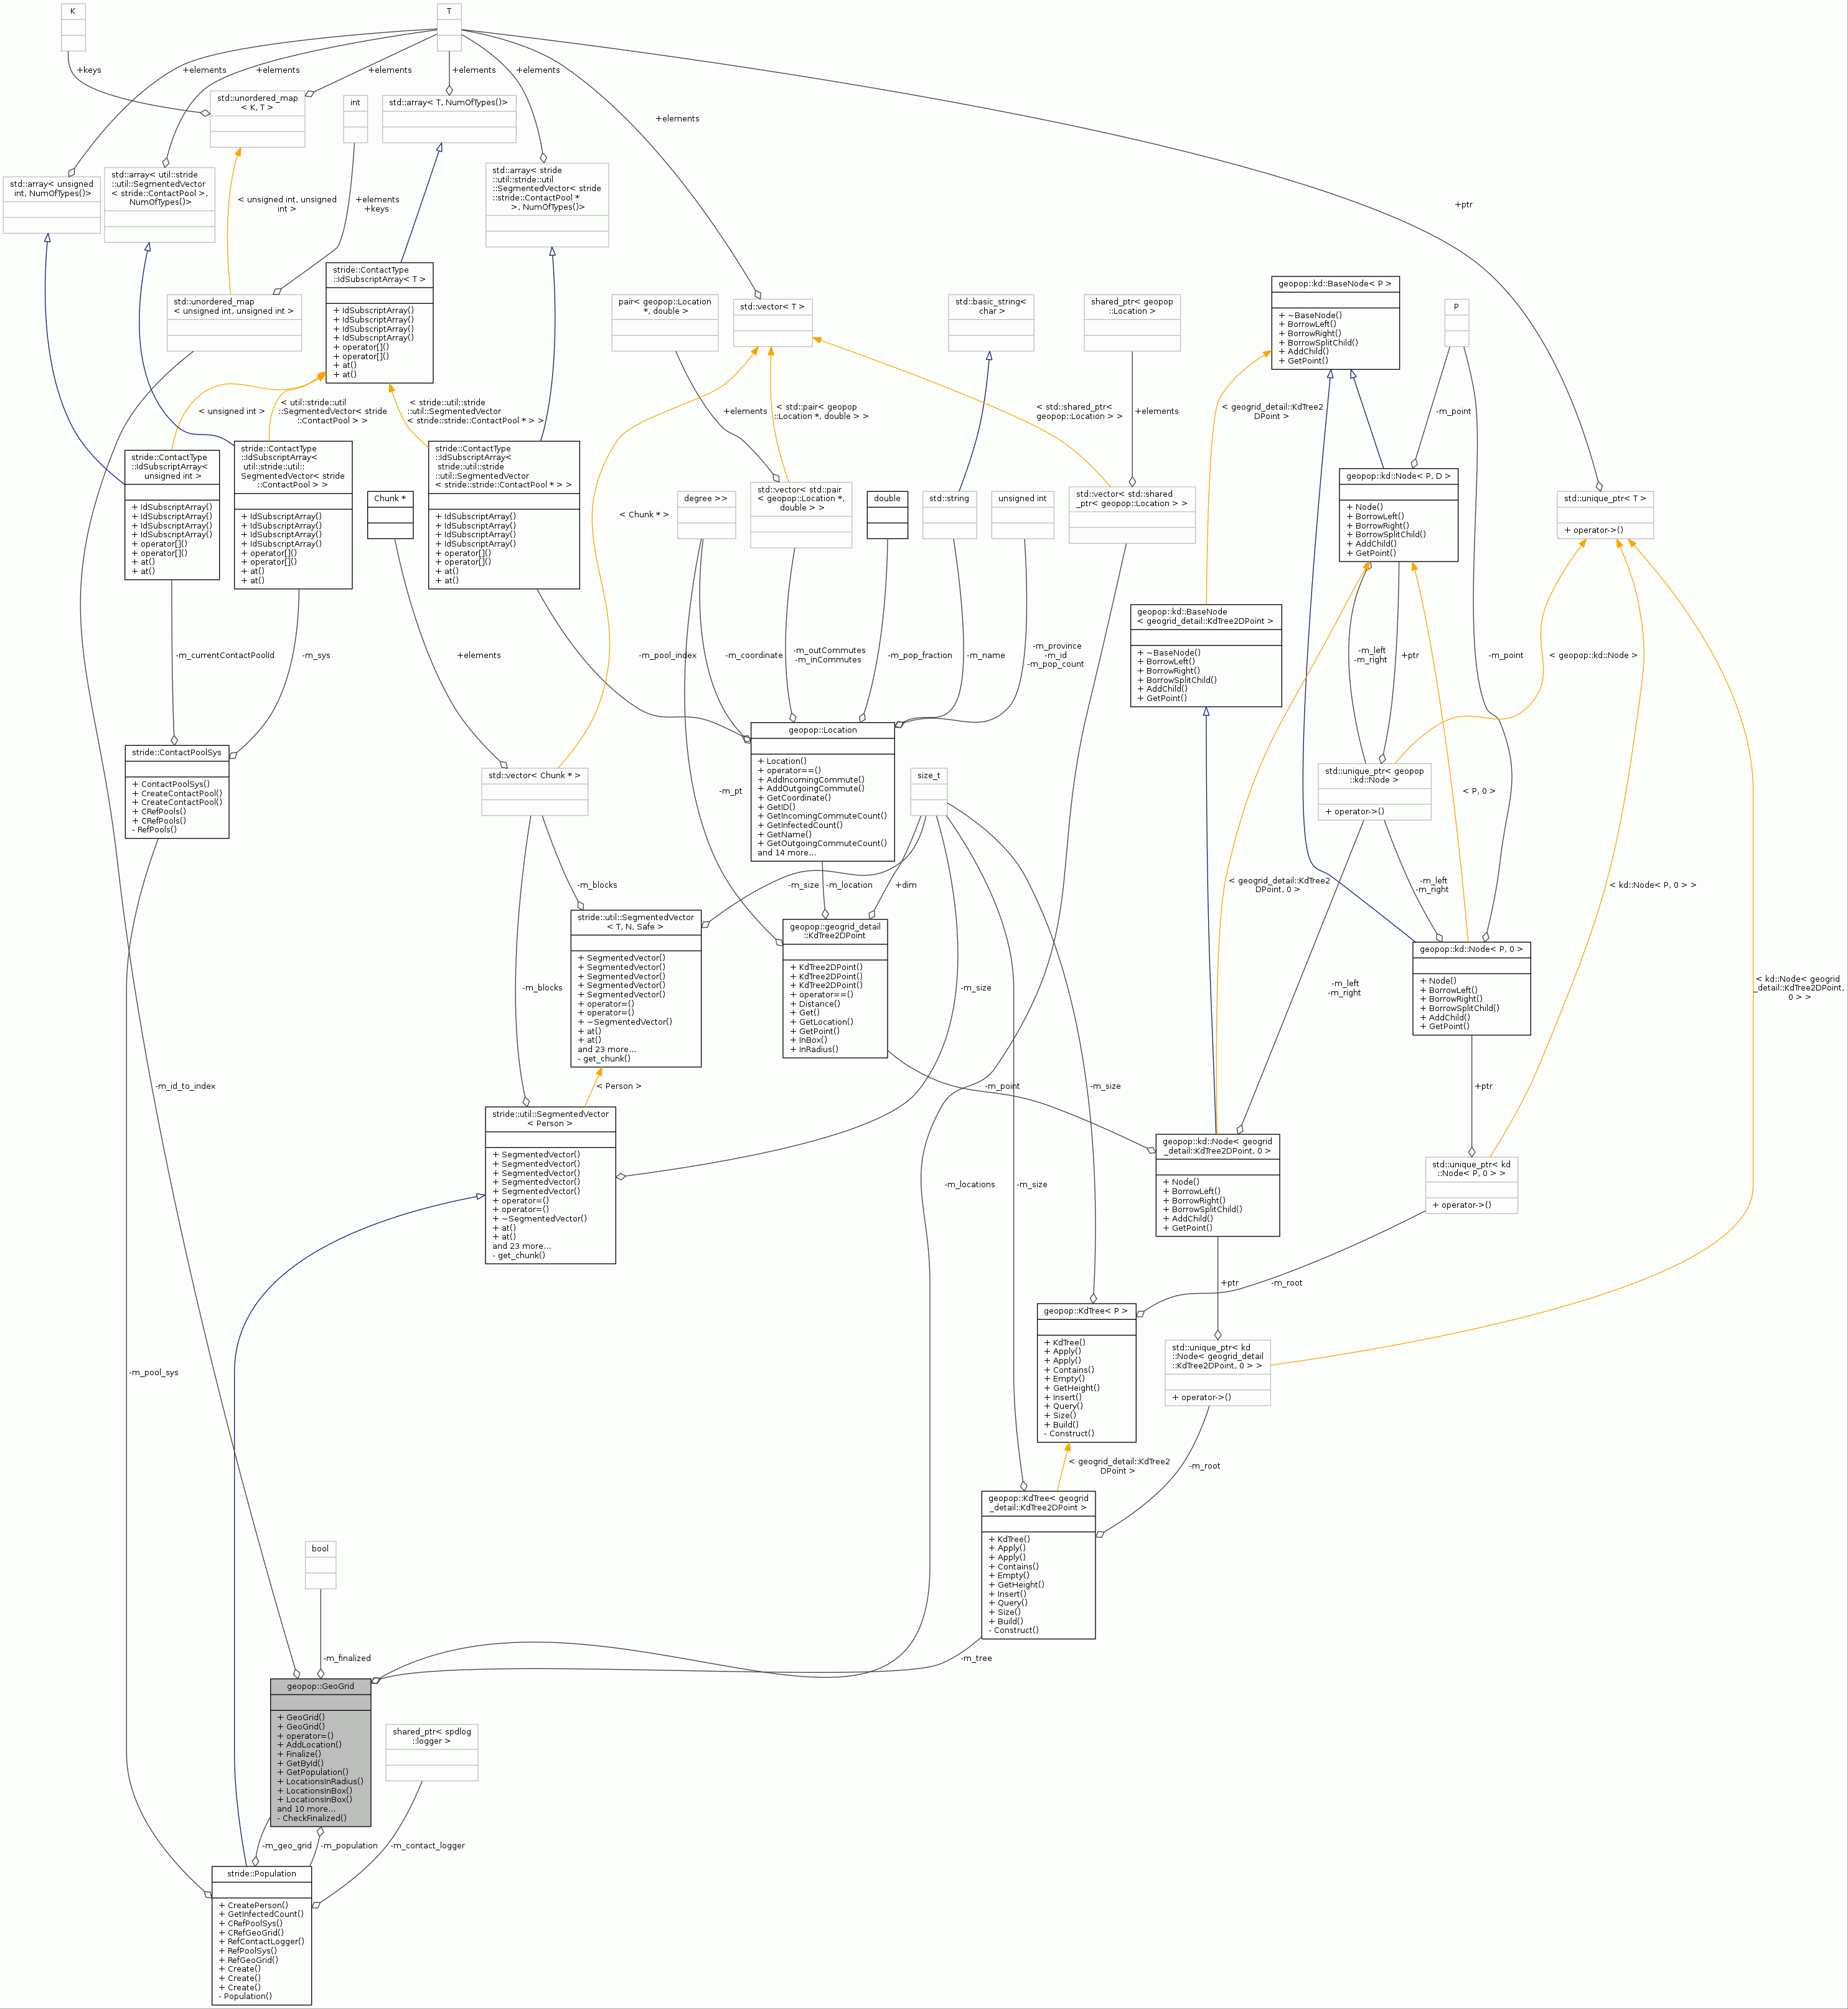 K
T
+keys
+elements
+elements
+elements
+elements
+elements
std::unordered_map
< K, T >
int
std::array< T, NumOfTypes()>
+elements
std::array< unsigned
int, NumOfTypes()>
std::array< util::stride
::util::SegmentedVector
< stride::ContactPool >,
NumOfTypes()>
std::array< stride
::util::stride::util
::SegmentedVector< stride
::stride::ContactPool *
>, NumOfTypes()>
< unsigned int, unsigned
int >
+elements
+keys
+ptr
stride::ContactType
::IdSubscriptArray< T >
+ IdSubscriptArray()
+ IdSubscriptArray()
+ IdSubscriptArray()
+ IdSubscriptArray()
+ operator[]()
+ operator[]()
+ at()
+ at()
std::unordered_map
< unsigned int, unsigned int >
pair< geopop::Location
*, double >
std::vector< T >
std::basic_string<
char >
shared_ptr< geopop
::Location >
geopop::kd::BaseNode< P >
+ ~BaseNode()
+ BorrowLeft()
+ BorrowRight()
+ BorrowSplitChild()
+ AddChild()
+ GetPoint()
P
< unsigned int >
< util::stride::util
::SegmentedVector< stride
::ContactPool > >
< stride::util::stride
::util::SegmentedVector
< stride::stride::ContactPool * > >
+elements
< std::pair< geopop
::Location *, double > >
< std::shared_ptr<
geopop::Location > >
+elements
< geogrid_detail::KdTree2
DPoint >
-m_point
stride::ContactType
::IdSubscriptArray<
unsigned int >
+ IdSubscriptArray()
+ IdSubscriptArray()
+ IdSubscriptArray()
+ IdSubscriptArray()
+ operator[]()
+ operator[]()
+ at()
+ at()
stride::ContactType
::IdSubscriptArray<
util::stride::util::
SegmentedVector< stride
::ContactPool > >
+ IdSubscriptArray()
+ IdSubscriptArray()
+ IdSubscriptArray()
+ IdSubscriptArray()
+ operator[]()
+ operator[]()
+ at()
+ at()
Chunk *
stride::ContactType
::IdSubscriptArray<
stride::util::stride
::util::SegmentedVector
< stride::stride::ContactPool * > >
+ IdSubscriptArray()
+ IdSubscriptArray()
+ IdSubscriptArray()
+ IdSubscriptArray()
+ operator[]()
+ operator[]()
+ at()
+ at()
< Chunk * >
degree >>
std::vector< std::pair
< geopop::Location *,
double > >
double
std::string
unsigned int
std::vector< std::shared
_ptr< geopop::Location > >
geopop::kd::Node< P, D >
+ Node()
+ BorrowLeft()
+ BorrowRight()
+ BorrowSplitChild()
+ AddChild()
+ GetPoint()
std::unique_ptr< T >
+ operator->()
geopop::kd::BaseNode
< geogrid_detail::KdTree2DPoint >
+ ~BaseNode()
+ BorrowLeft()
+ BorrowRight()
+ BorrowSplitChild()
+ AddChild()
+ GetPoint()
-m_currentContactPoolId
-m_sys
+elements
-m_pool_index
-m_coordinate
-m_outCommutes
-m_inCommutes
-m_pop_fraction
-m_name
-m_province
-m_id
-m_pop_count
-m_left
-m_right
+ptr
-m_point
< geopop::kd::Node >
stride::ContactPoolSys
+ ContactPoolSys()
+ CreateContactPool()
+ CreateContactPool()
+ CRefPools()
+ CRefPools()
- RefPools()
std::vector< Chunk * >
-m_pt
geopop::Location
+ Location()
+ operator==()
+ AddIncomingCommute()
+ AddOutgoingCommute()
+ GetCoordinate()
+ GetID()
+ GetIncomingCommuteCount()
+ GetInfectedCount()
+ GetName()
+ GetOutgoingCommuteCount()
and 14 more...
size_t
std::unique_ptr< geopop
::kd::Node >
+ operator->()
< P, 0 >
-m_blocks
-m_size
-m_location
+dim
< geogrid_detail::KdTree2
DPoint, 0 >
-m_left
-m_right
< kd::Node< P, 0 > >
stride::util::SegmentedVector
< T, N, Safe >
+ SegmentedVector()
+ SegmentedVector()
+ SegmentedVector()
+ SegmentedVector()
+ SegmentedVector()
+ operator=()
+ operator=()
+ ~SegmentedVector()
+ at()
+ at()
and 23 more...
- get_chunk()
geopop::geogrid_detail
::KdTree2DPoint
+ KdTree2DPoint()
+ KdTree2DPoint()
+ KdTree2DPoint()
+ operator==()
+ Distance()
+ Get()
+ GetLocation()
+ GetPoint()
+ InBox()
+ InRadius()
geopop::kd::Node< P, 0 >
+ Node()
+ BorrowLeft()
+ BorrowRight()
+ BorrowSplitChild()
+ AddChild()
+ GetPoint()
-m_blocks
-m_size
-m_left
-m_right
< kd::Node< geogrid
_detail::KdTree2DPoint,
0 > >
-m_id_to_index
< Person >
-m_point
-m_size
+ptr
stride::util::SegmentedVector
< Person >
+ SegmentedVector()
+ SegmentedVector()
+ SegmentedVector()
+ SegmentedVector()
+ SegmentedVector()
+ operator=()
+ operator=()
+ ~SegmentedVector()
+ at()
+ at()
and 23 more...
- get_chunk()
geopop::kd::Node< geogrid
_detail::KdTree2DPoint, 0 >
+ Node()
+ BorrowLeft()
+ BorrowRight()
+ BorrowSplitChild()
+ AddChild()
+ GetPoint()
std::unique_ptr< kd
::Node< P, 0 > >
+ operator->()
-m_locations
-m_size
+ptr
-m_root
geopop::KdTree< P >
+ KdTree()
+ Apply()
+ Apply()
+ Contains()
+ Empty()
+ GetHeight()
+ Insert()
+ Query()
+ Size()
+ Build()
- Construct()
std::unique_ptr< kd
::Node< geogrid_detail
::KdTree2DPoint, 0 > >
+ operator->()
-m_pool_sys
< geogrid_detail::KdTree2
DPoint >
-m_root
geopop::KdTree< geogrid
_detail::KdTree2DPoint >
+ KdTree()
+ Apply()
+ Apply()
+ Contains()
+ Empty()
+ GetHeight()
+ Insert()
+ Query()
+ Size()
+ Build()
- Construct()
bool
-m_finalized
-m_tree
geopop::GeoGrid
+ GeoGrid()
+ GeoGrid()
+ operator=()
+ AddLocation()
+ Finalize()
+ GetById()
+ GetPopulation()
+ LocationsInRadius()
+ LocationsInBox()
+ LocationsInBox()
and 10 more...
- CheckFinalized()
shared_ptr< spdlog
::logger >
-m_geo_grid
-m_population
-m_contact_logger
stride::Population
+ CreatePerson()
+ GetInfectedCount()
+ CRefPoolSys()
+ CRefGeoGrid()
+ RefContactLogger()
+ RefPoolSys()
+ RefGeoGrid()
+ Create()
+ Create()
+ Create()
- Population()